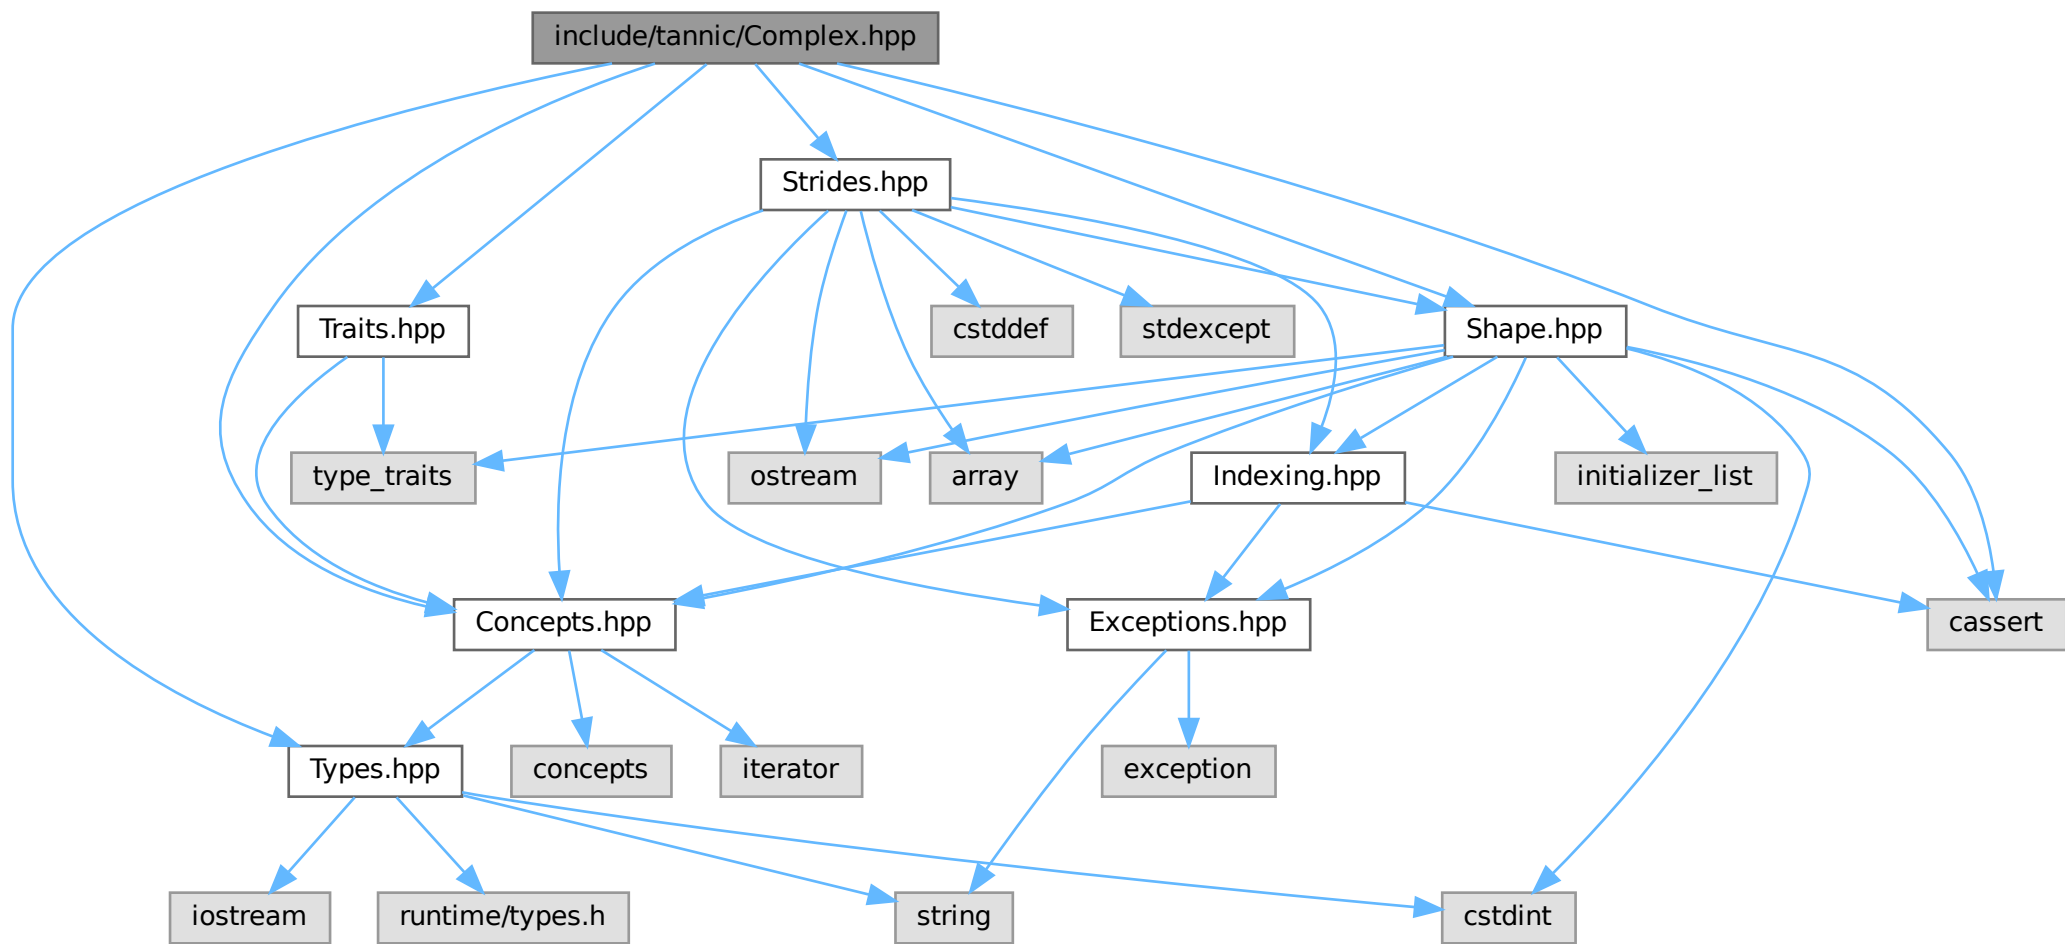 include/tannic/Complex.hpp
Strides.hpp
Traits.hpp
cstddef
stdexcept
Shape.hpp
type_traits
ostream
array
Indexing.hpp
initializer_list
Concepts.hpp
Exceptions.hpp
cassert
Types.hpp
concepts
iterator
exception
iostream
runtime/types.h
string
cstdint